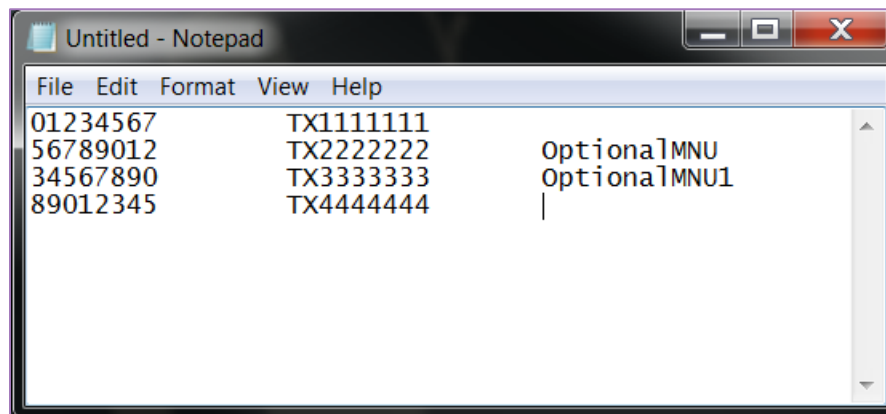 Untitled - Notepad
File Edit Format View Help
01234567 TX1111111
56789012 TX2222222 OptionalMNU
34567890 TX3333333 OptionalMNU1
89012345 TX4444444